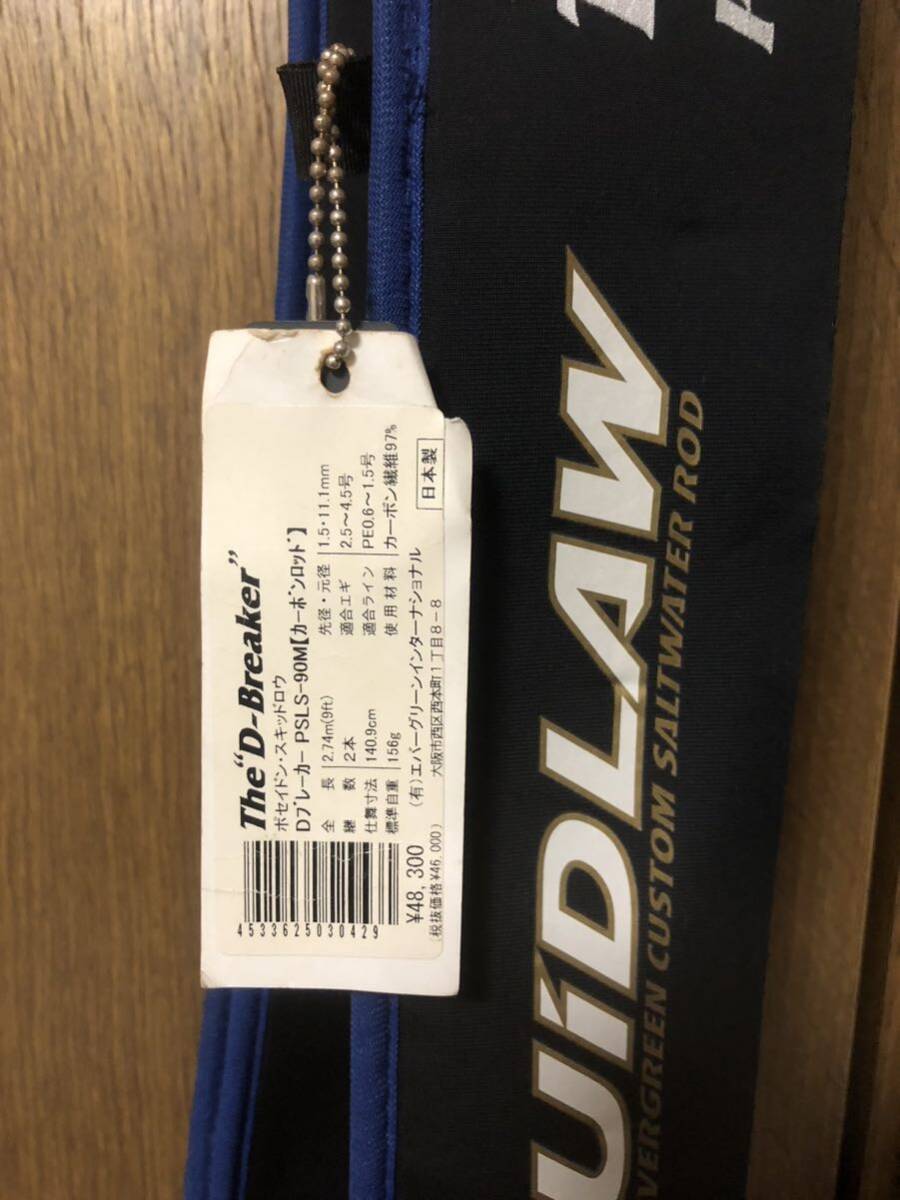 The "D-Breaker"
ポセイドン・スキッドロウ
Dブレーカー PSLS-90M【カーボンロッド】
全長 2.74m(9ft) 先径・元径 1.5・11.1mm
継数 2本 適合エギ 2.5～4.5号
仕舞寸法 140.9cm 適合ライン PE0.6～1.5号
標準自重 156g 使用材料 カーボン繊維97%
(有)エバーグリーンインターナショナル 日本製
大阪市西区西本町1丁目8-8
4533625030429
¥48,300
(税抜価格¥46,000)
UiDLAW
VERGREEN CUSTOM SALTWATER ROD